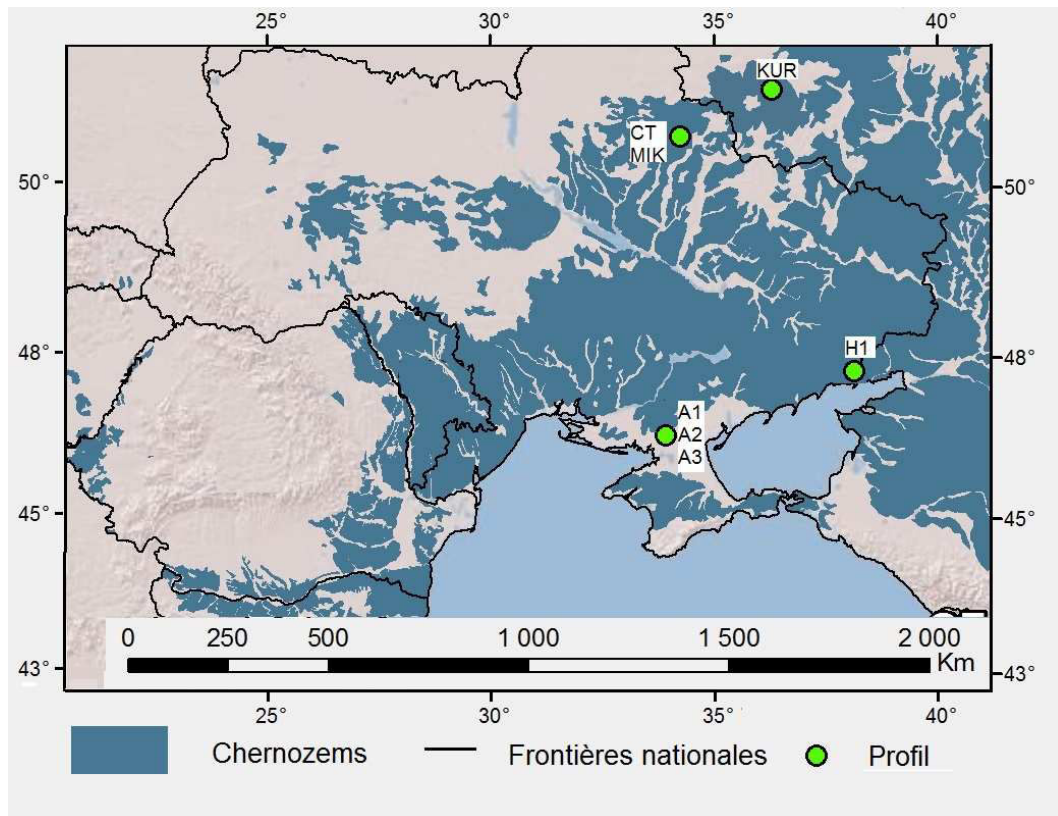 25° 30° 35° 40°
KUR
CT
MIK
50° 50°
48° 48°
H1
A1
A2
A3
45° 45°
0 250 500 1 000 1 500 2 000
Km
43° 43°
25° 30° 35° 40°
Chernozems Frontières nationales Profil